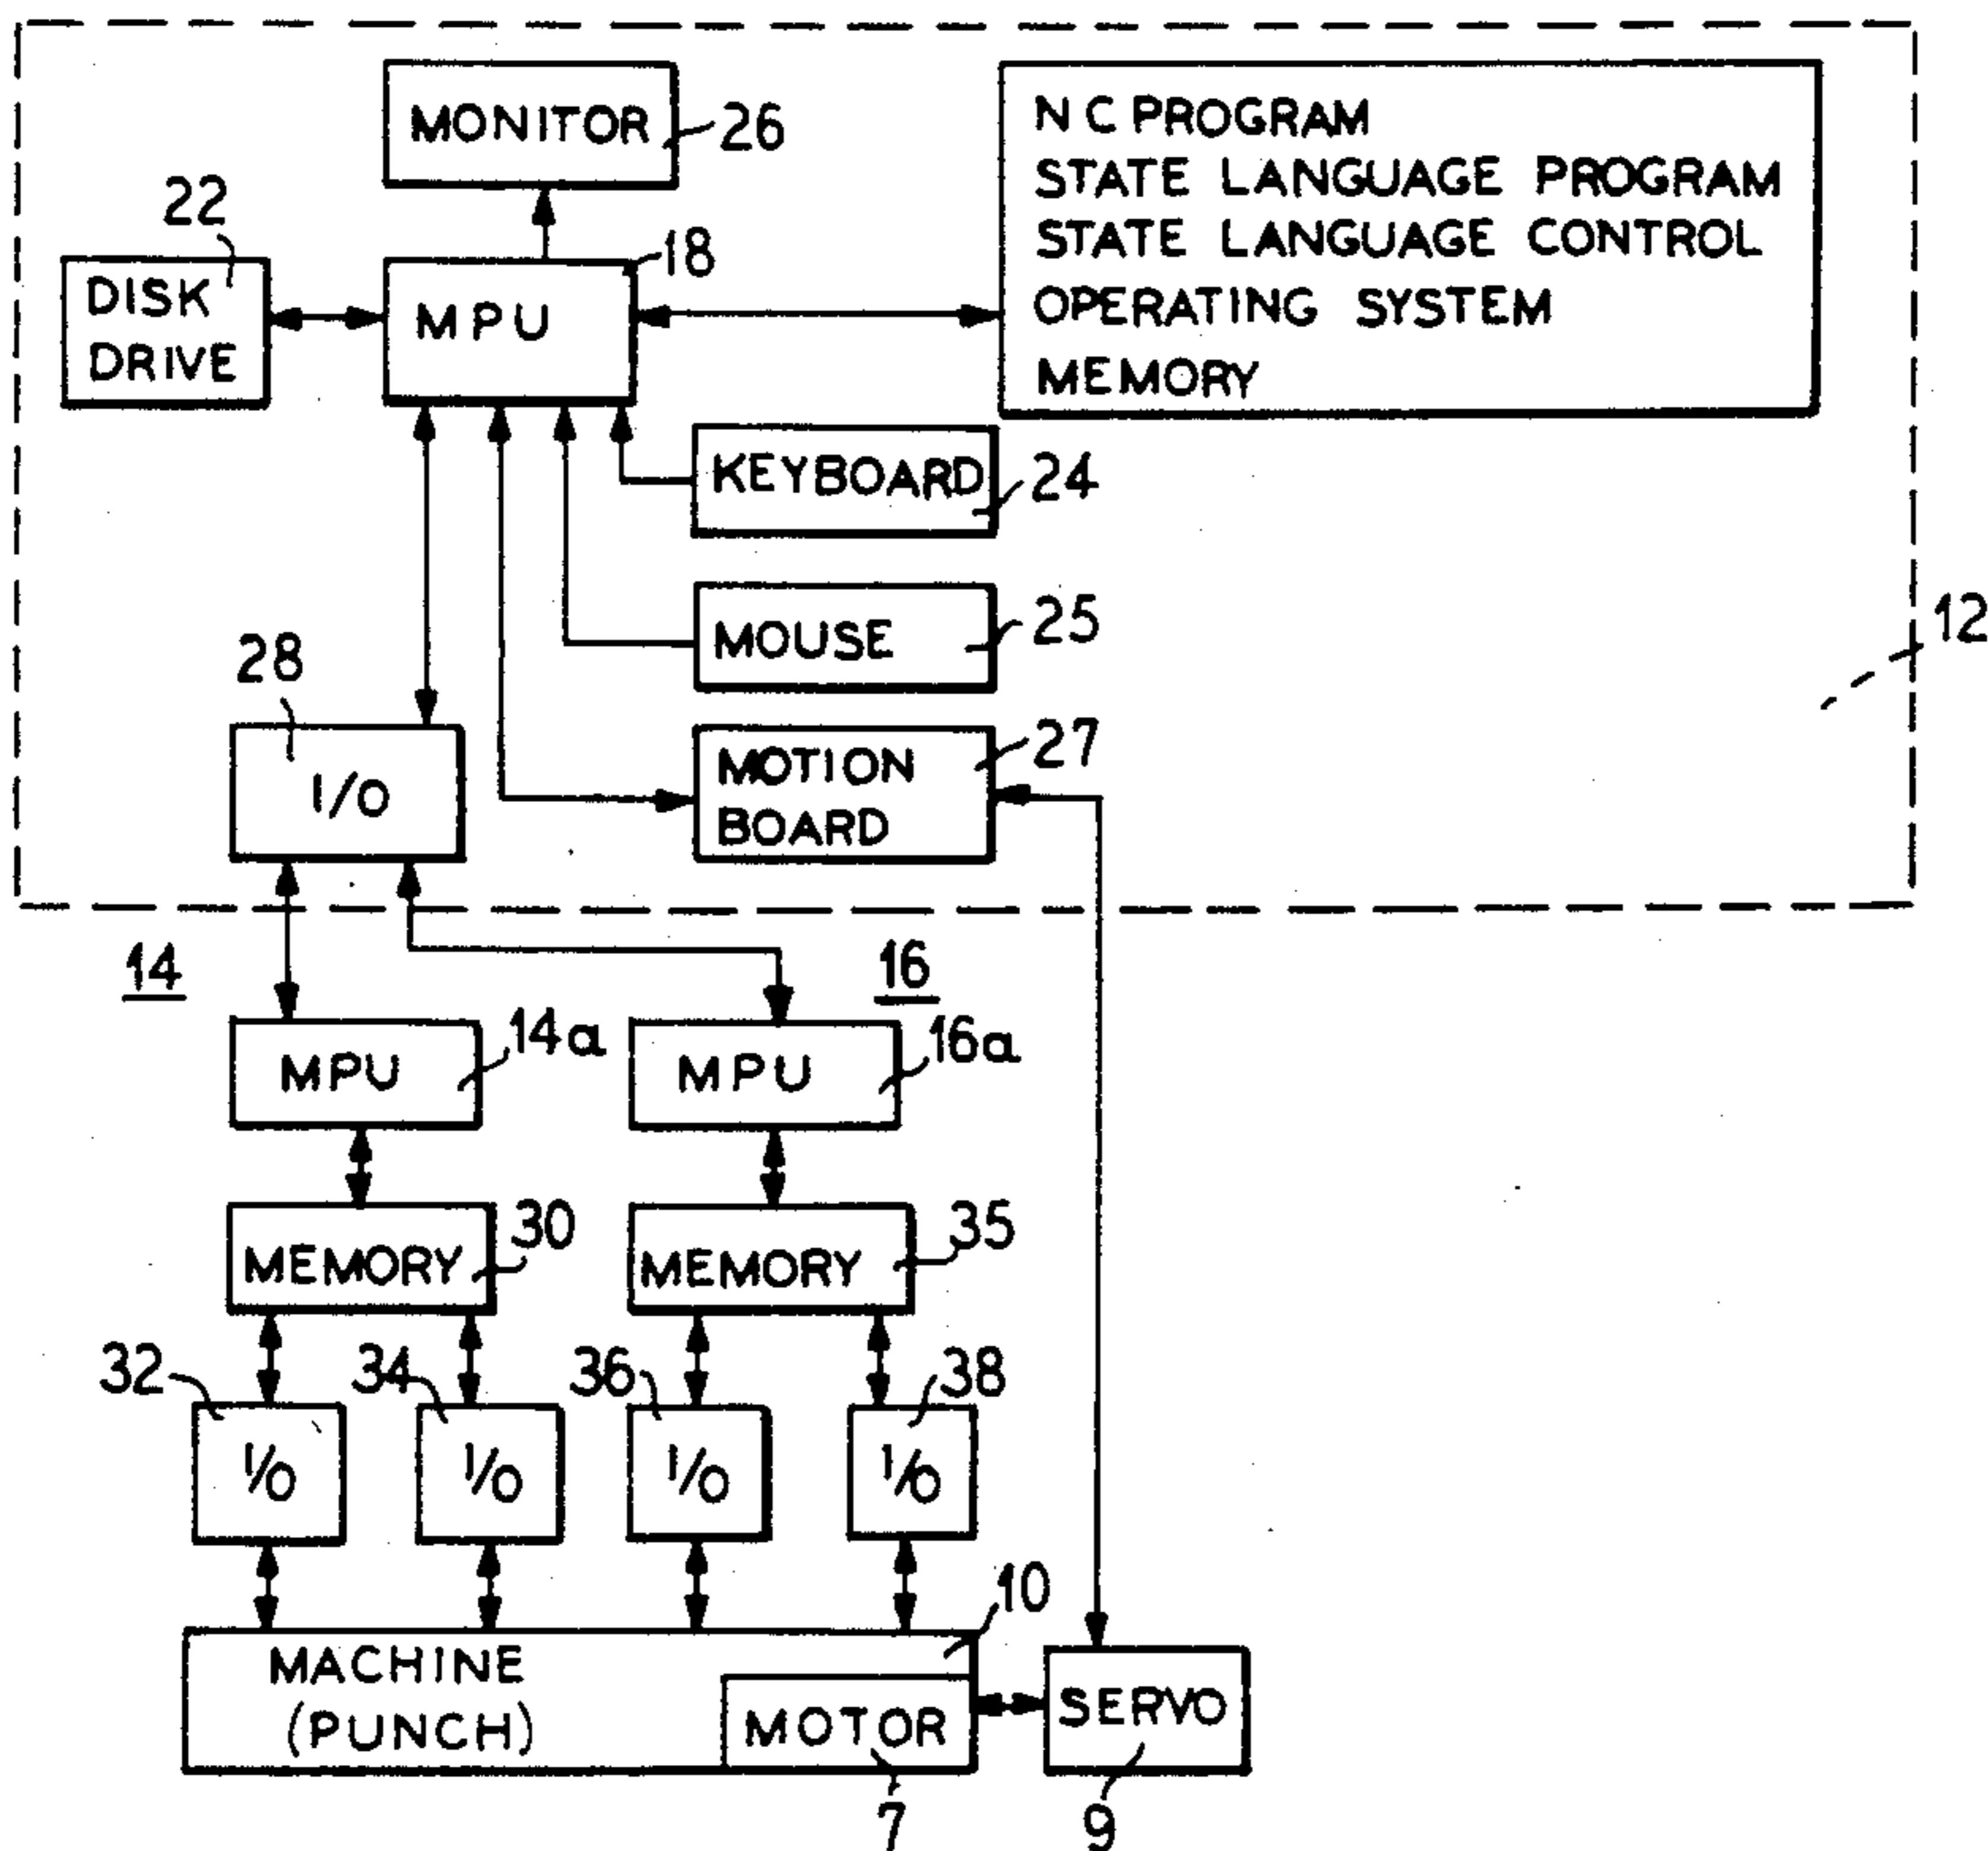 MONITOR
26
NC PROGRAM
STATE LANGUAGE PROGRAM
STATE LANGUAGE CONTROL
OPERATING SYSTEM
MEMORY
22
DISK
DRIVE
18
MPU
KEYBOARD
24
MOUSE
25
12
28
I/O
MOTION
BOARD
27
14
16
MPU
14a
MPU
16a
MEMORY
30
MEMORY
35
32
34
36
38
I/O
I/O
I/O
I/O
10
MACHINE
(PUNCH)
MOTOR
SERVO
7
9